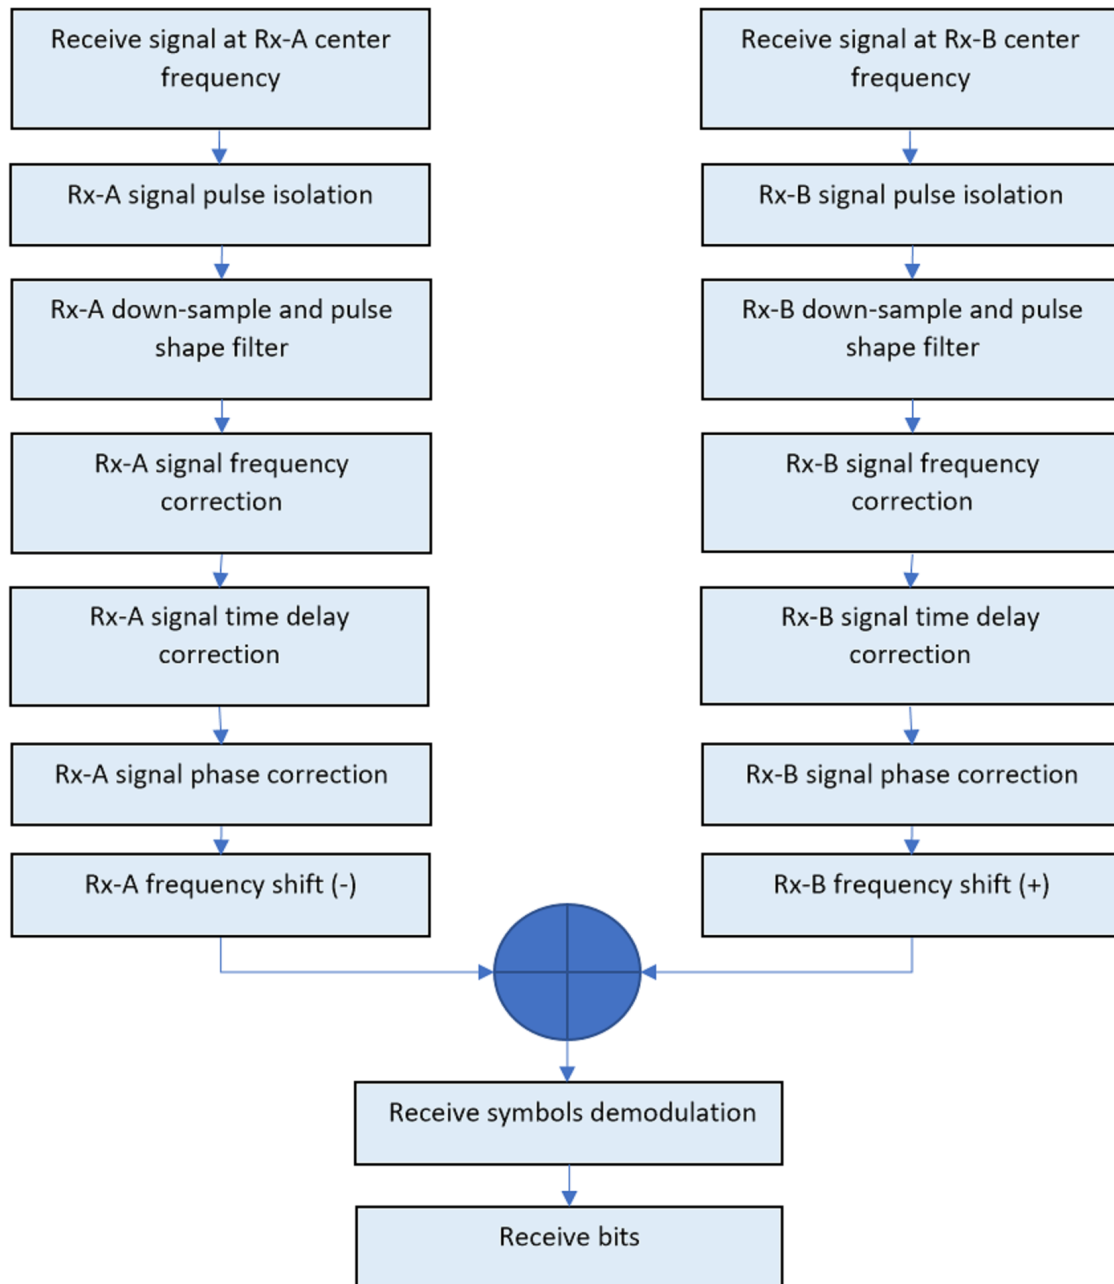 Receive signal at Rx-A center
frequency
Rx-A signal pulse isolation
Rx-A down-sample and pulse
shape filter
Rx-A signal frequency
correction
Rx-A signal time delay
correction
Rx-A signal phase correction
Rx-A frequency shift (-)
Receive signal at Rx-B center
frequency
Rx-B signal pulse isolation
Rx-B down-sample and pulse
shape filter
Rx-B signal frequency
correction
Rx-B signal time delay
correction
Rx-B signal phase correction
Rx-B frequency shift (+)
Receive symbols demodulation
Receive bits